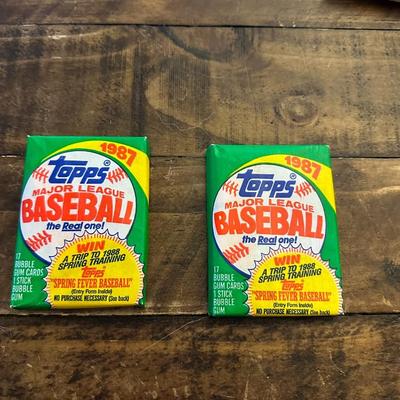 1987
Topps®
MAJOR LEAGUE
BASEBALL
the Real one!
WIN
A TRIP TO 1988
SPRING TRAINING
TOPPS
"SPRING FEVER BASEBALL"
(Entry Form Inside)
NO PURCHASE NECESSARY (See back)
17
BUBBLE
GUM CARDS
1 STICK
BUBBLE
GUM
1987
Topps®
MAJOR LEAGUE
BASEBALL
the Real one!
WIN
A TRIP TO 1988
SPRING TRAINING
TOPPS
"SPRING FEVER BASEBALL"
(Entry Form Inside)
NO PURCHASE NECESSARY (See back)
17
BUBBLE
GUM CARDS
1 STICK
BUBBLE
GUM